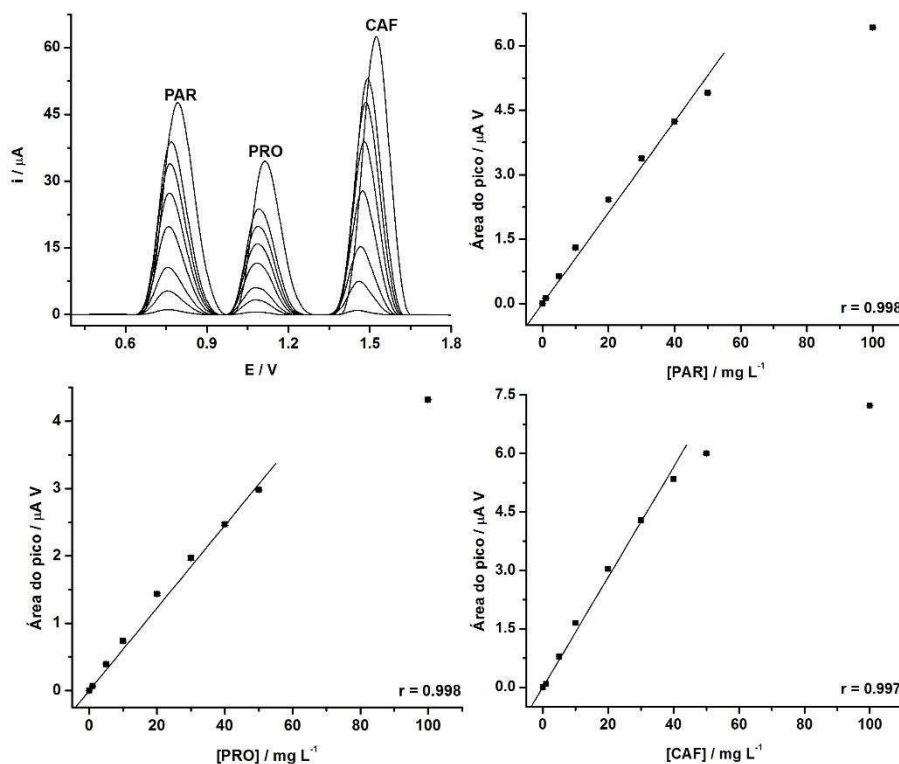 CAF
PAR
PRO
60
45
30
15
0
i / μA
0.6 0.9 1.2 1.5 1.8
E / V
6.0
4.5
3.0
1.5
0.0
Área do pico / μA V
r = 0.998
0 20 40 60 80 100
[PAR] / mg L⁻¹
4
3
2
1
0
Área do pico / μA V
r = 0.998
0 20 40 60 80 100
[PRO] / mg L⁻¹
7.5
6.0
4.5
3.0
1.5
0.0
Área do pico / μA V
r = 0.997
0 20 40 60 80 100
[CAF] / mg L⁻¹